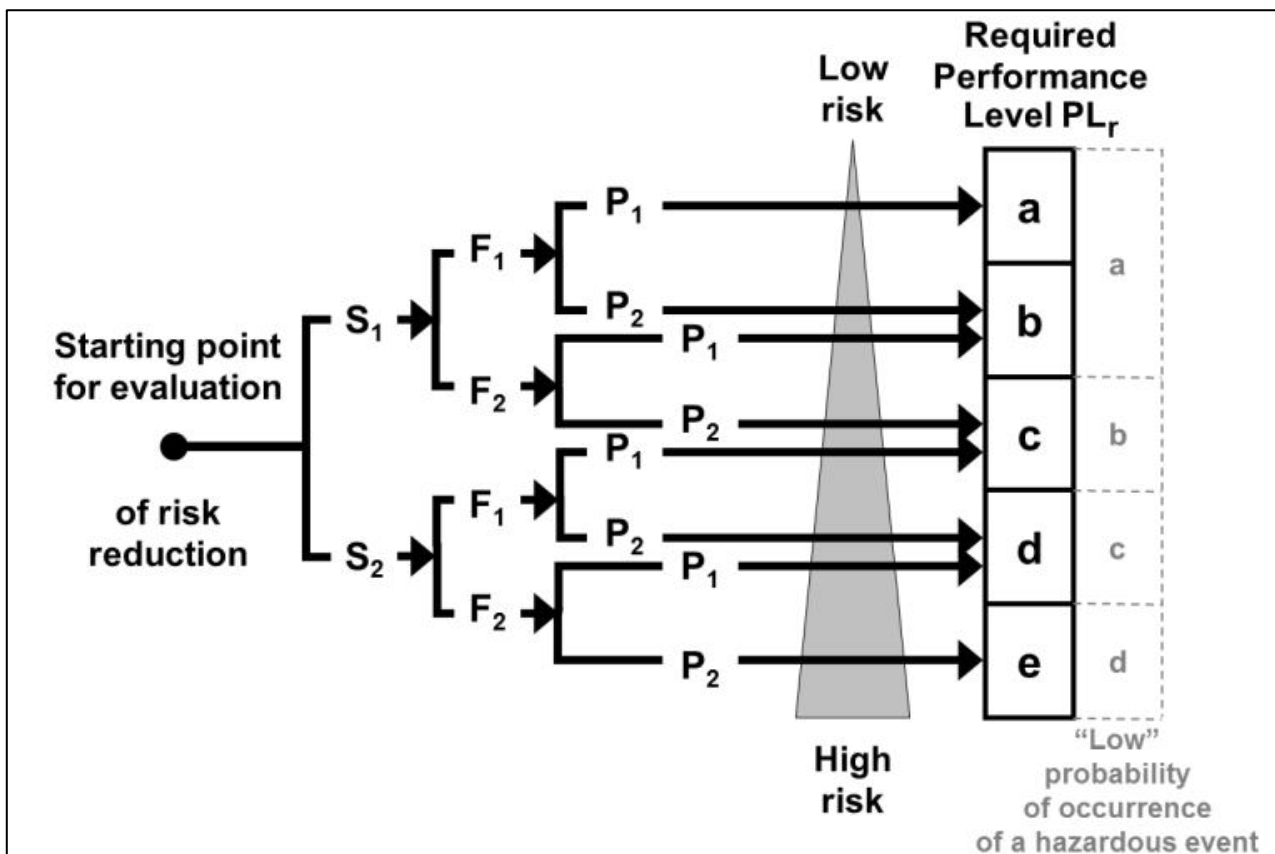 Required
Performance
Level PLr
Low
risk
Starting point
for evaluation
of risk
reduction
S1
F1
P1
a
a
P2
b
F2
P1
P2
c
b
S2
F1
P1
P2
d
c
F2
P1
P2
e
d
High
risk
“Low”
probability
of occurrence
of a hazardous event